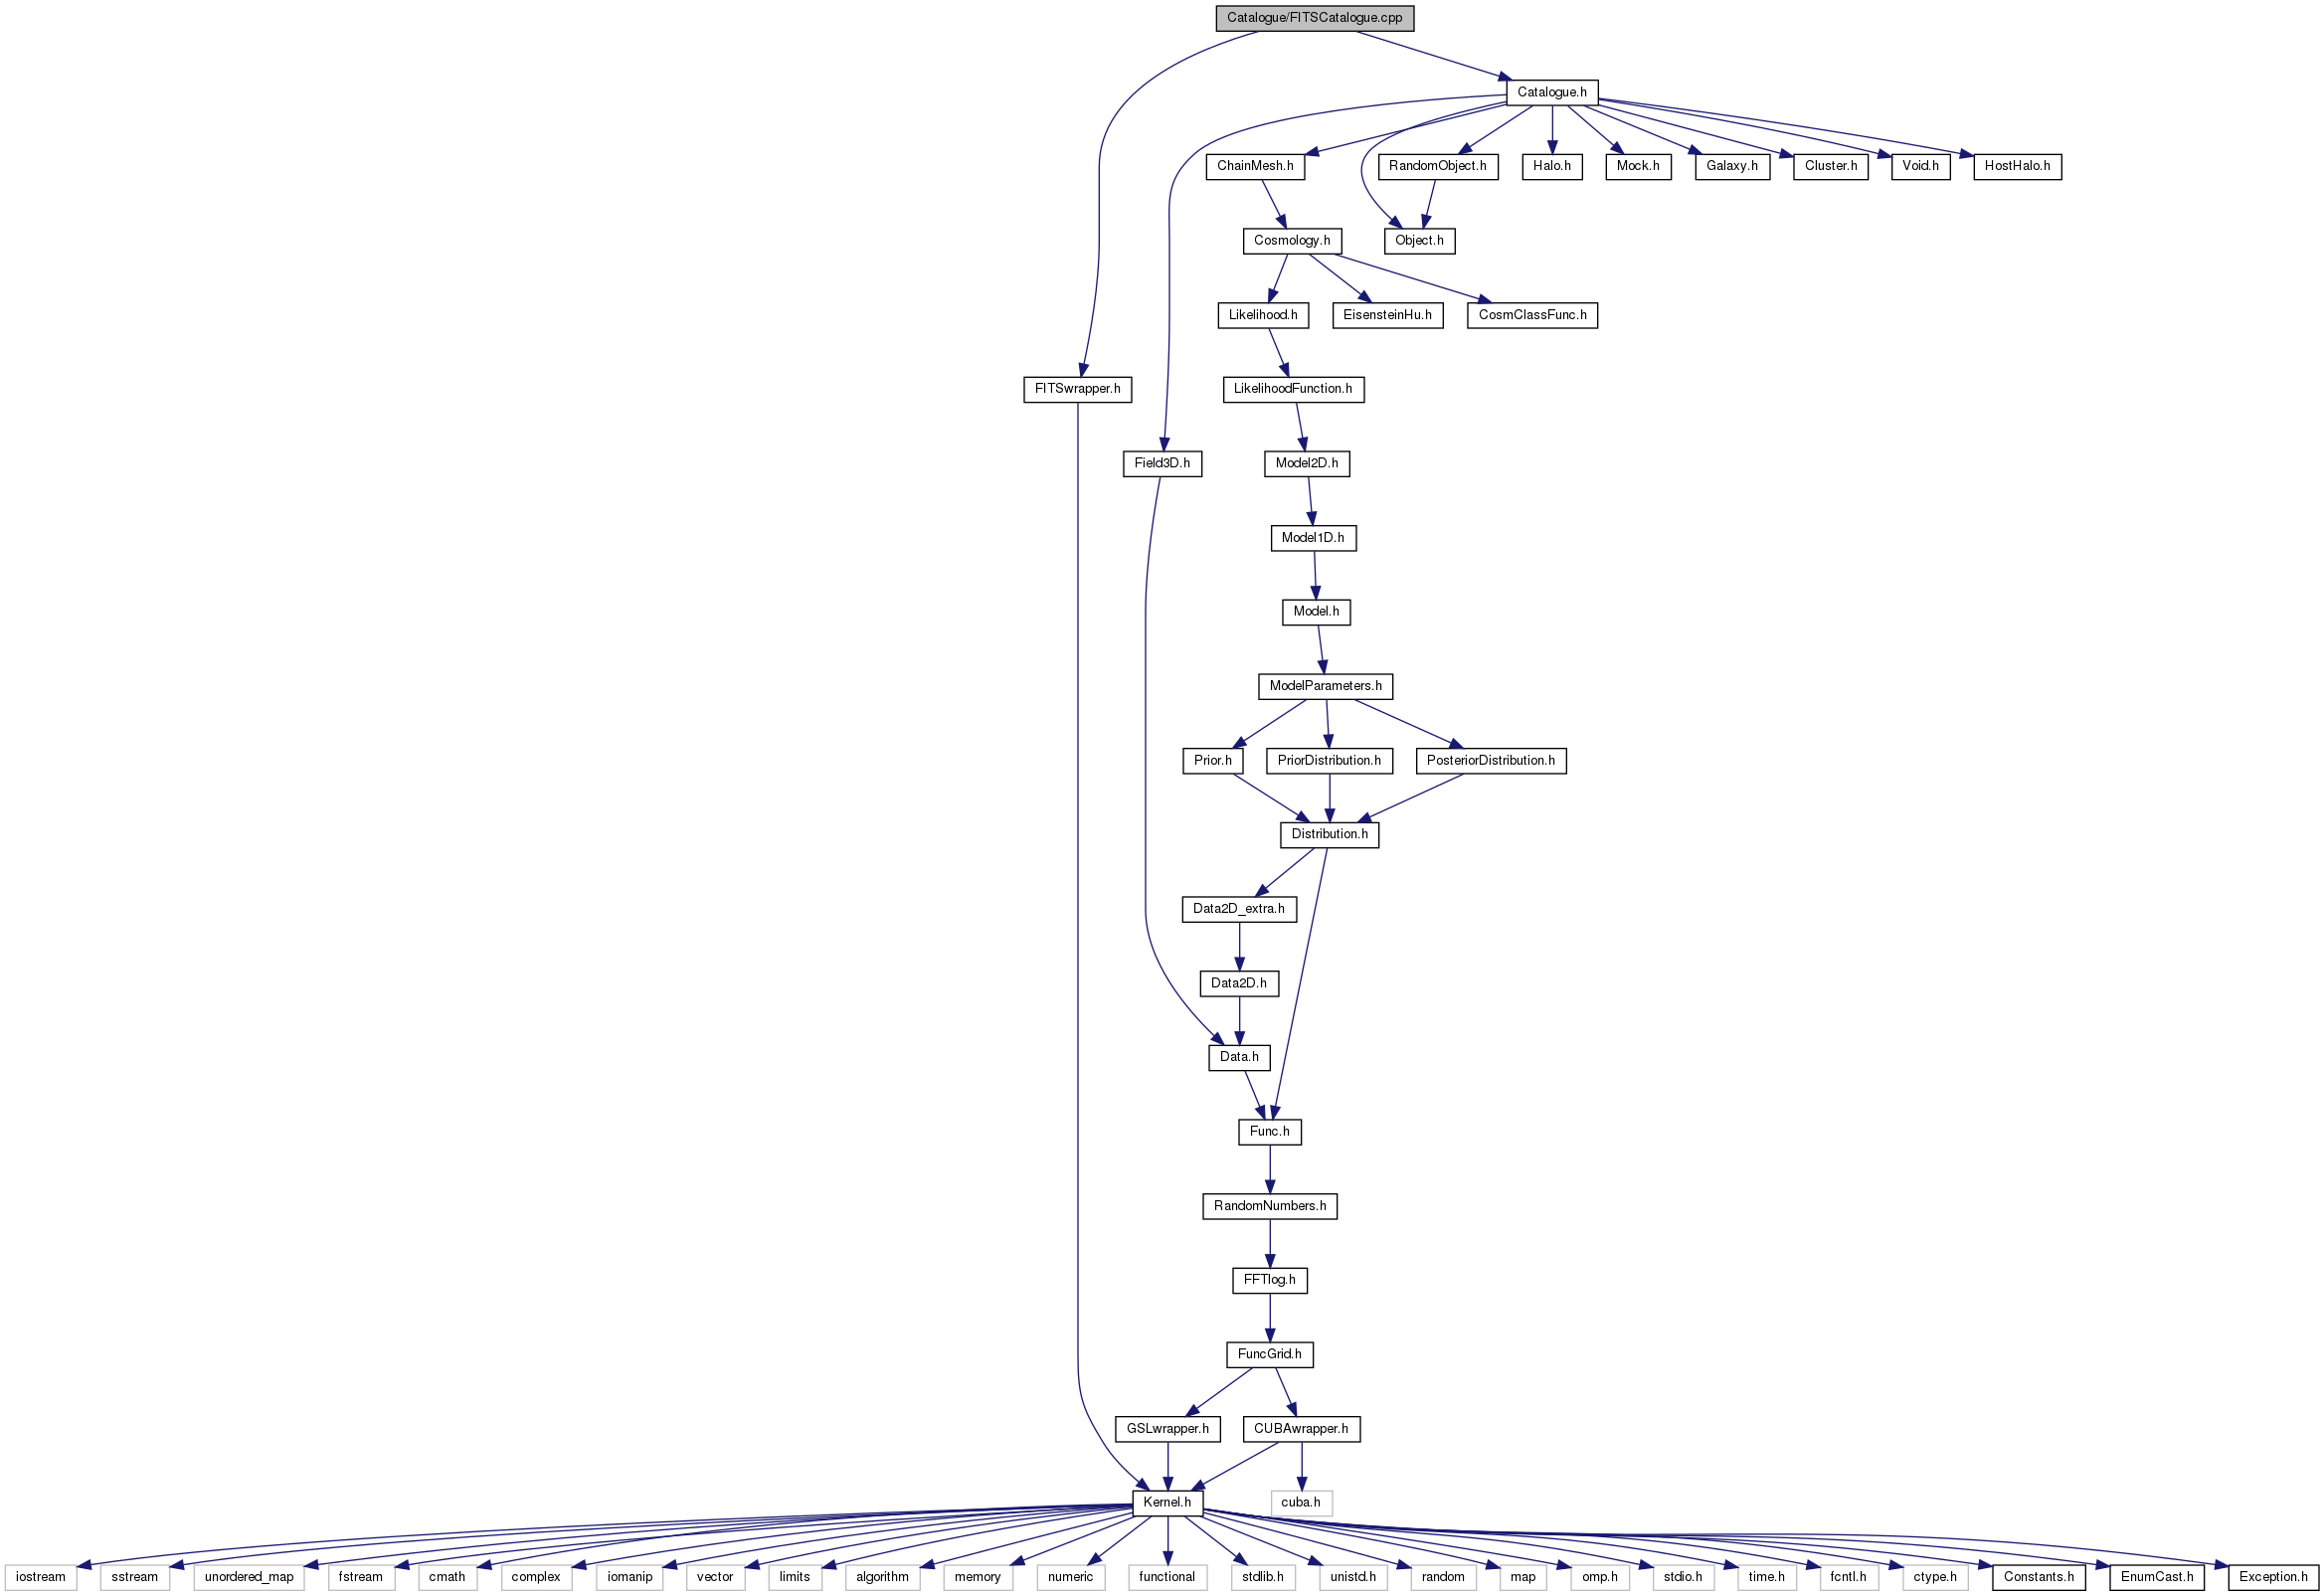 Catalogue/FITSCatalogue.cpp
Catalogue.h
ChainMesh.h
RandomObject.h
Halo.h
Mock.h
Galaxy.h
Cluster.h
Void.h
HostHalo.h
Cosmology.h
Object.h
Likelihood.h
EisensteinHu.h
CosmClassFunc.h
FITSwrapper.h
LikelihoodFunction.h
Field3D.h
Model2D.h
Model1D.h
Model.h
ModelParameters.h
Prior.h
PriorDistribution.h
PosteriorDistribution.h
Distribution.h
Data2D_extra.h
Data2D.h
Data.h
Func.h
RandomNumbers.h
FFTlog.h
FuncGrid.h
GSLwrapper.h
CUBAwrapper.h
Kernel.h
cuba.h
iostream
sstream
unordered_map
fstream
cmath
complex
iomanip
vector
limits
algorithm
memory
numeric
functional
stdlib.h
unistd.h
random
map
omp.h
stdio.h
time.h
fcntl.h
ctype.h
Constants.h
EnumCast.h
Exception.h